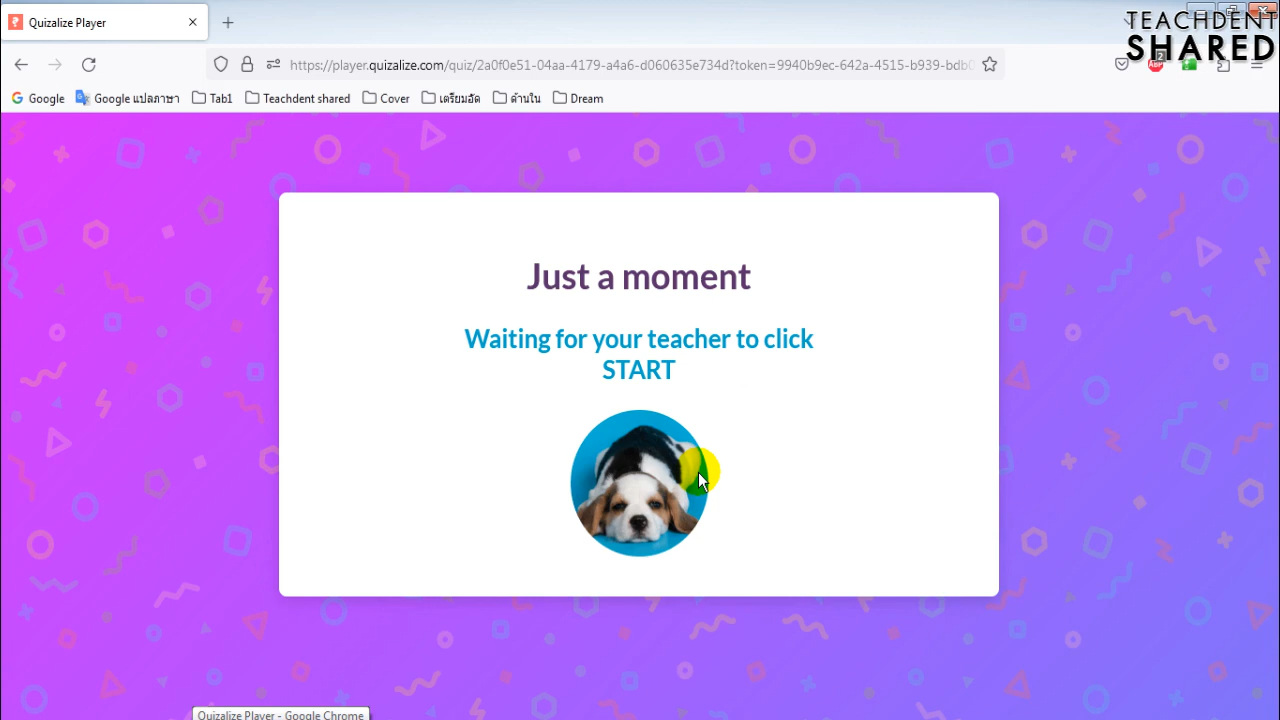 Quizalize Player
TEACHDENT
SHARED
https://player.quizalize.com/quiz/2a0f0e51-04aa-4179-a4a6-d060635e734d?token=9940b9ec-642a-4515-b939-bdb0
Google
Google แปลภาษา
Tab1
Teachdent shared
Cover
เตรียมอัด
ด้านใน
Dream
Just a moment
Waiting for your teacher to click
START
Quizalize Player - Google Chrome